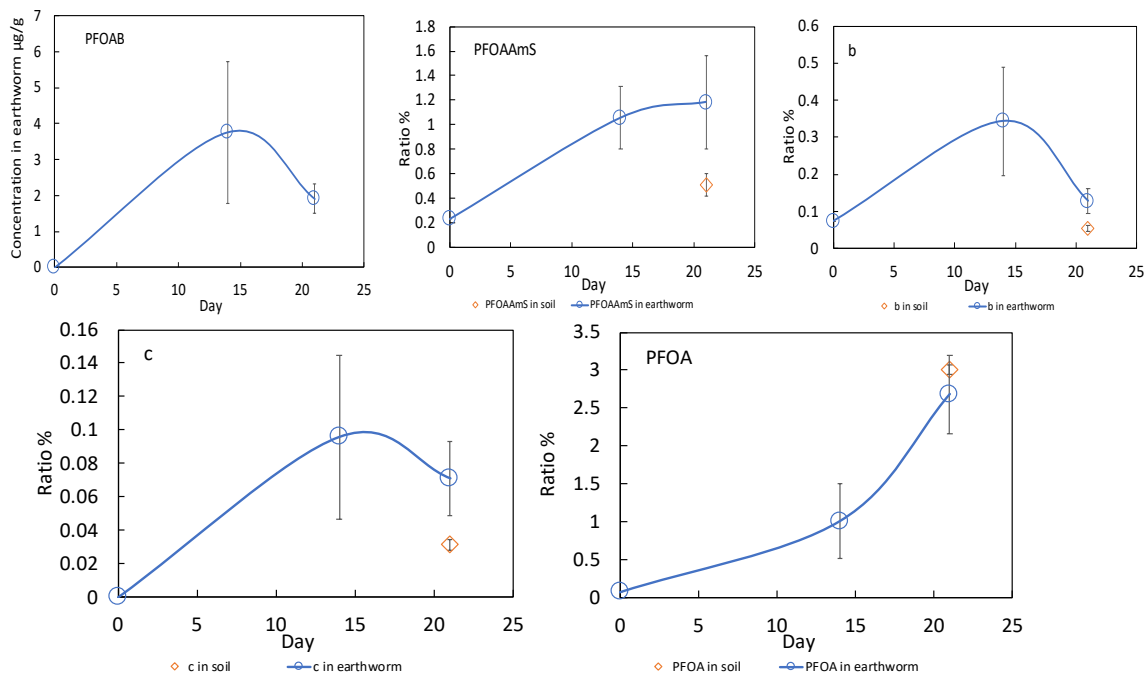 PFOAB
Concentration in earthworm µg/g
7
6
5
4
3
2
1
0
0 5 10 15 20 25
Day
PFOAAmS
Ratio %
1.8
1.6
1.4
1.2
1
0.8
0.6
0.4
0.2
0
0 5 10 15 20 25
Day
PFOAAmS in soil PFOAAmS in earthworm
b
Ratio %
0.6
0.5
0.4
0.3
0.2
0.1
0
0 5 10 15 20 25
Day
b in soil b in earthworm
c
Ratio %
0.16
0.14
0.12
0.1
0.08
0.06
0.04
0.02
0
0 5 10 15 20 25
Day
c in soil c in earthworm
PFOA
Ratio %
3.5
3
2.5
2
1.5
1
0.5
0
0 5 10 15 20 25
Day
PFOA in soil PFOA in earthworm